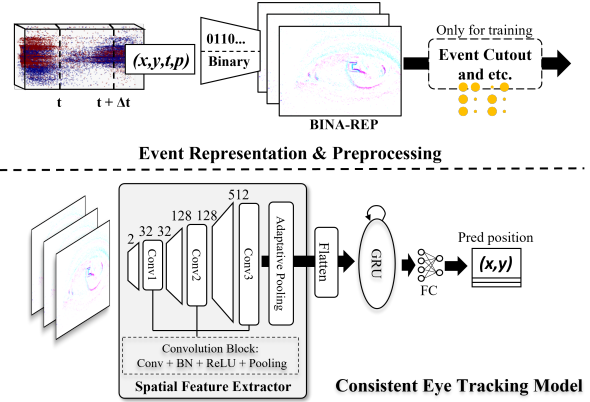 (x,y,t,p)
t
t + Δt
0110...
Binary
BINA-REP
Only for training
Event Cutout
and etc.
Event Representation & Preprocessing
2
32
32
128
128
512
Conv1
Conv2
Conv3
Adaptative Pooling
Flatten
GRU
FC
Pred position
(x,y)
Convolution Block:
Conv + BN + ReLU + Pooling
Spatial Feature Extractor
Consistent Eye Tracking Model